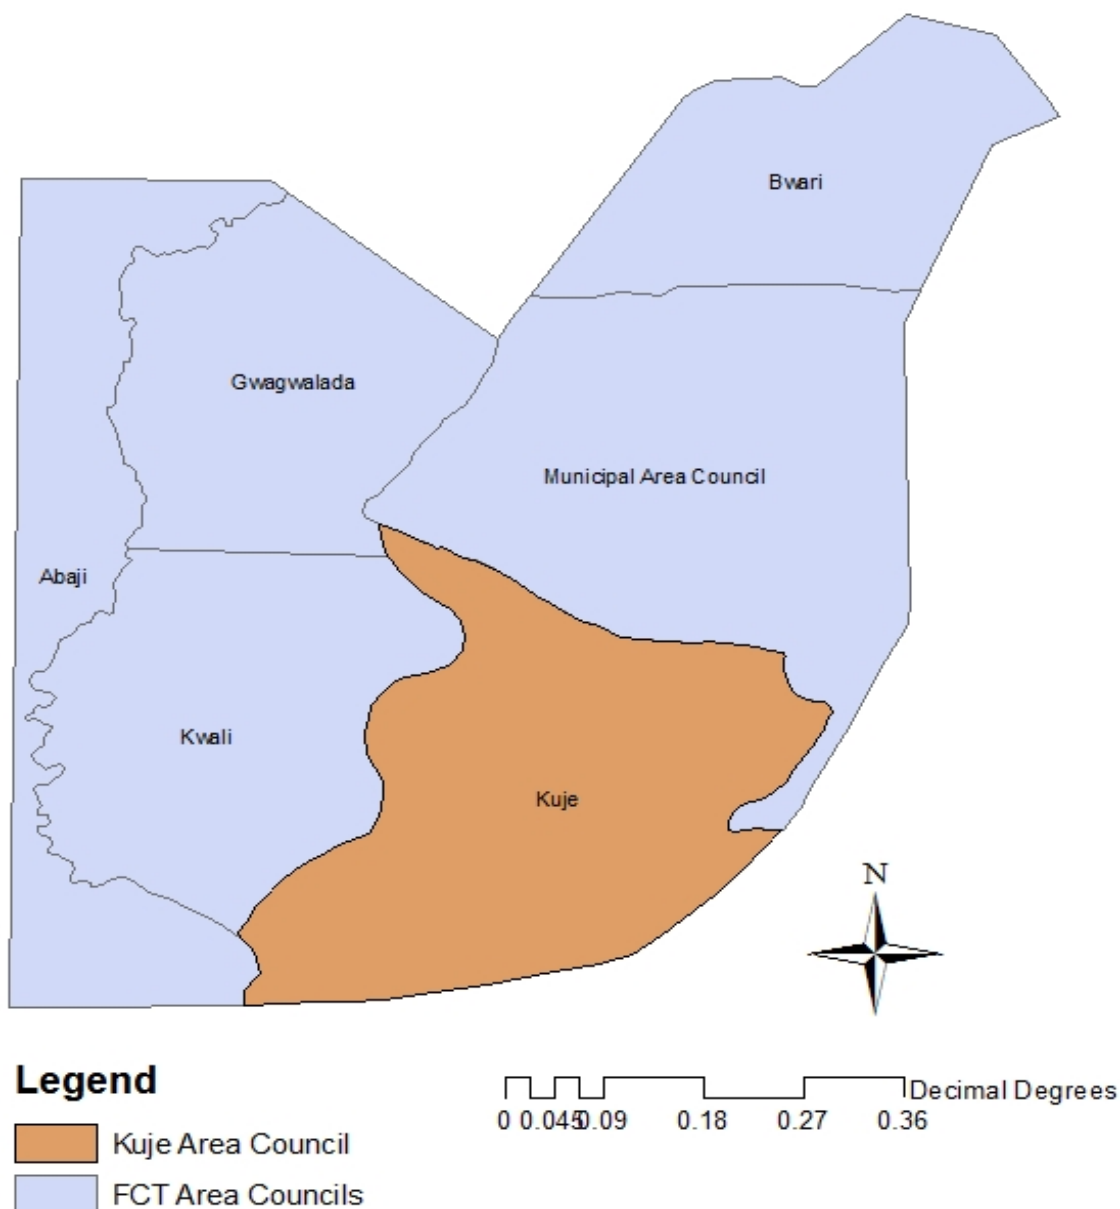 Bwari
Gwagwalada
Municipal Area Council
Abaji
Kwali
Kuje
N
Legend
Kuje Area Council
FCT Area Councils
Decimal Degrees
0 0.045 0.09 0.18 0.27 0.36